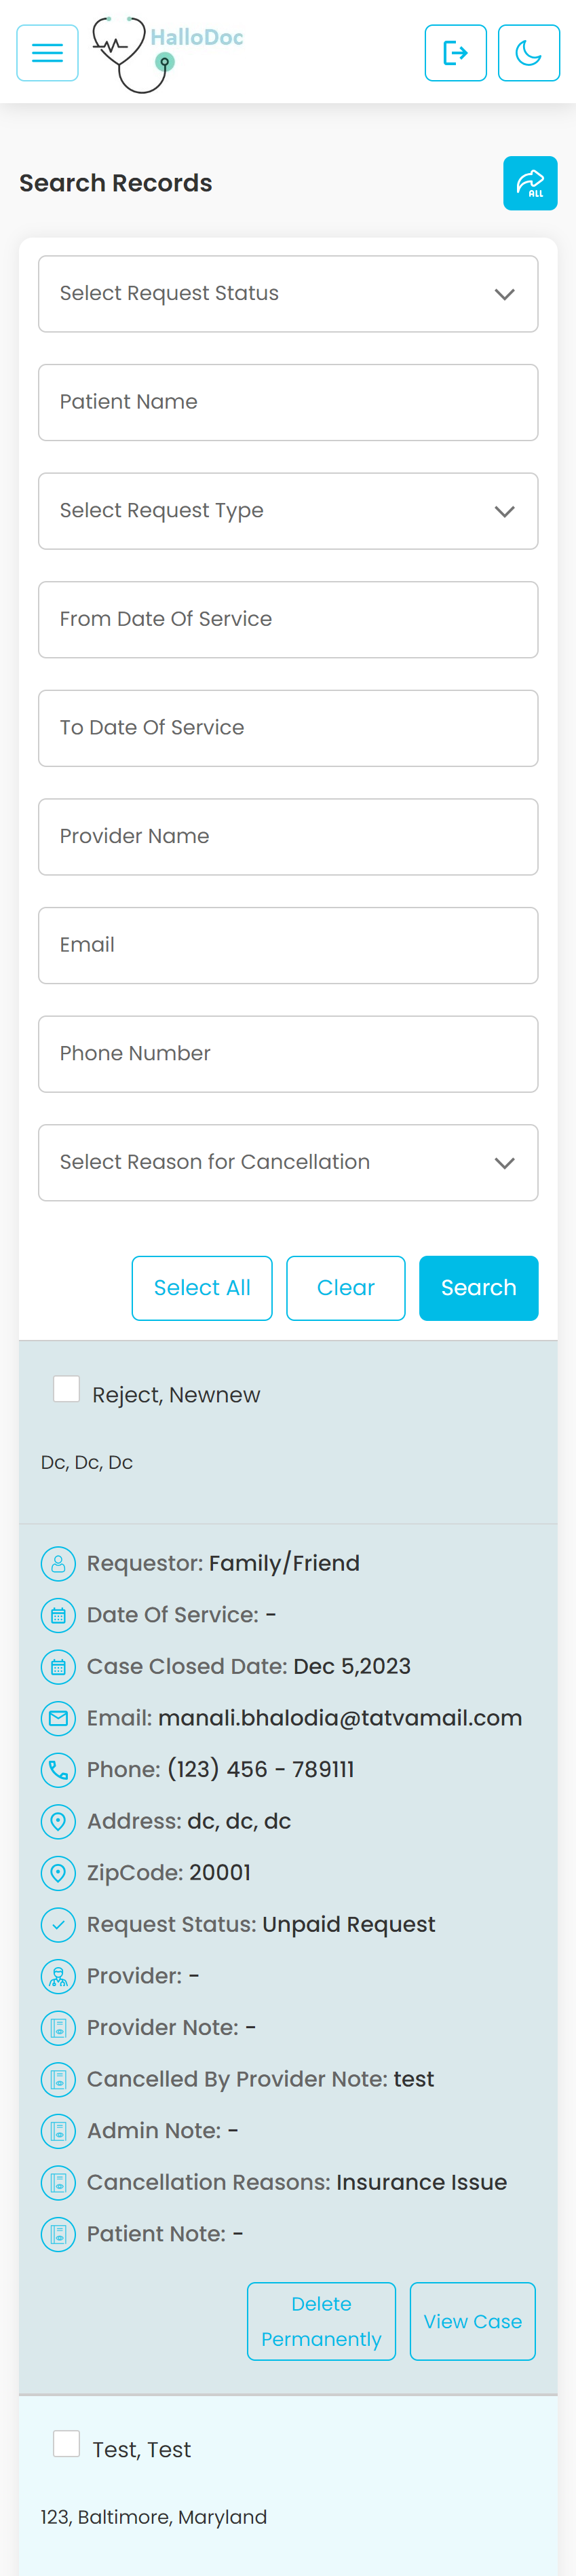 HalloDoc
Search Records
ALL
Select Request Status
Patient Name
Select Request Type
From Date Of Service
To Date Of Service
Provider Name
Email
Phone Number
Select Reason for Cancellation
Select All
Clear
Search
Reject, Newnew
Dc, Dc, Dc
Requestor: Family/Friend
Date Of Service: -
Case Closed Date: Dec 5,2023
Email: manali.bhalodia@tatvamail.com
Phone: (123) 456 - 789111
Address: dc, dc, dc
ZipCode: 20001
Request Status: Unpaid Request
Provider: -
Provider Note: -
Cancelled By Provider Note: test
Admin Note: -
Cancellation Reasons: Insurance Issue
Patient Note: -
Delete
Permanently
View Case
Test, Test
123, Baltimore, Maryland